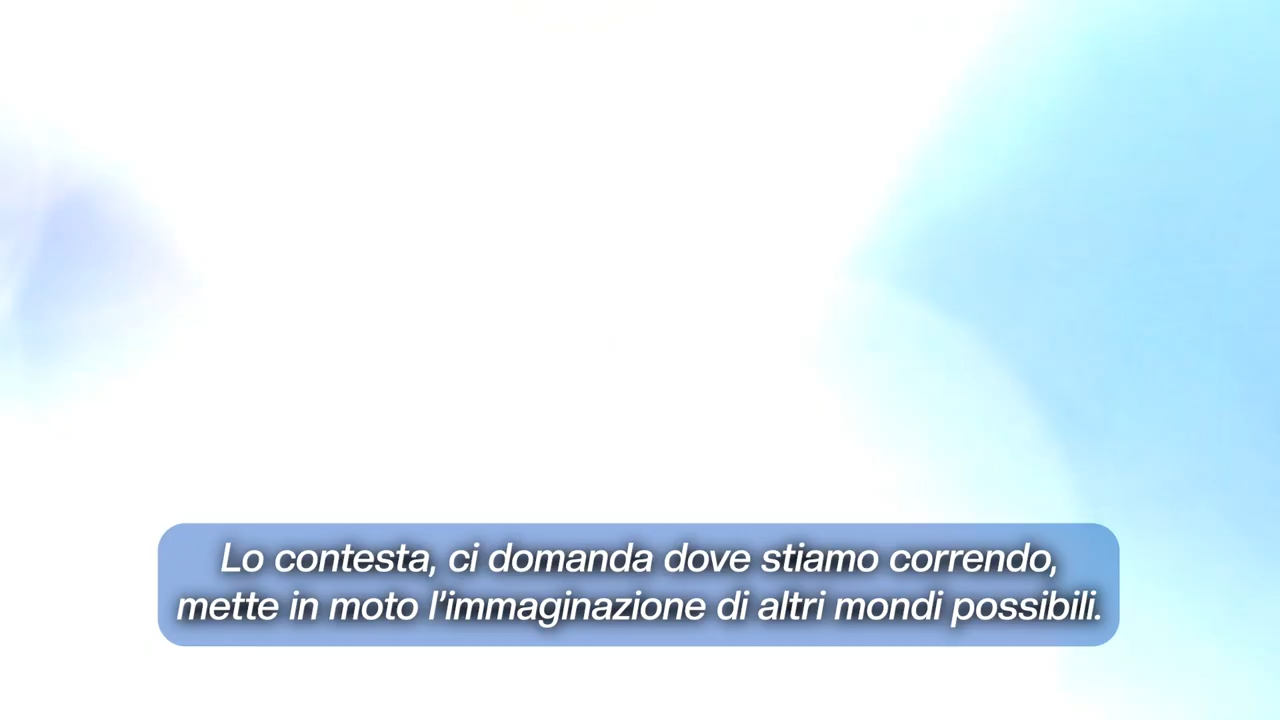 Lo contesta, ci domanda dove stiamo correndo,
mette in moto l’immaginazione di altri mondi possibili.